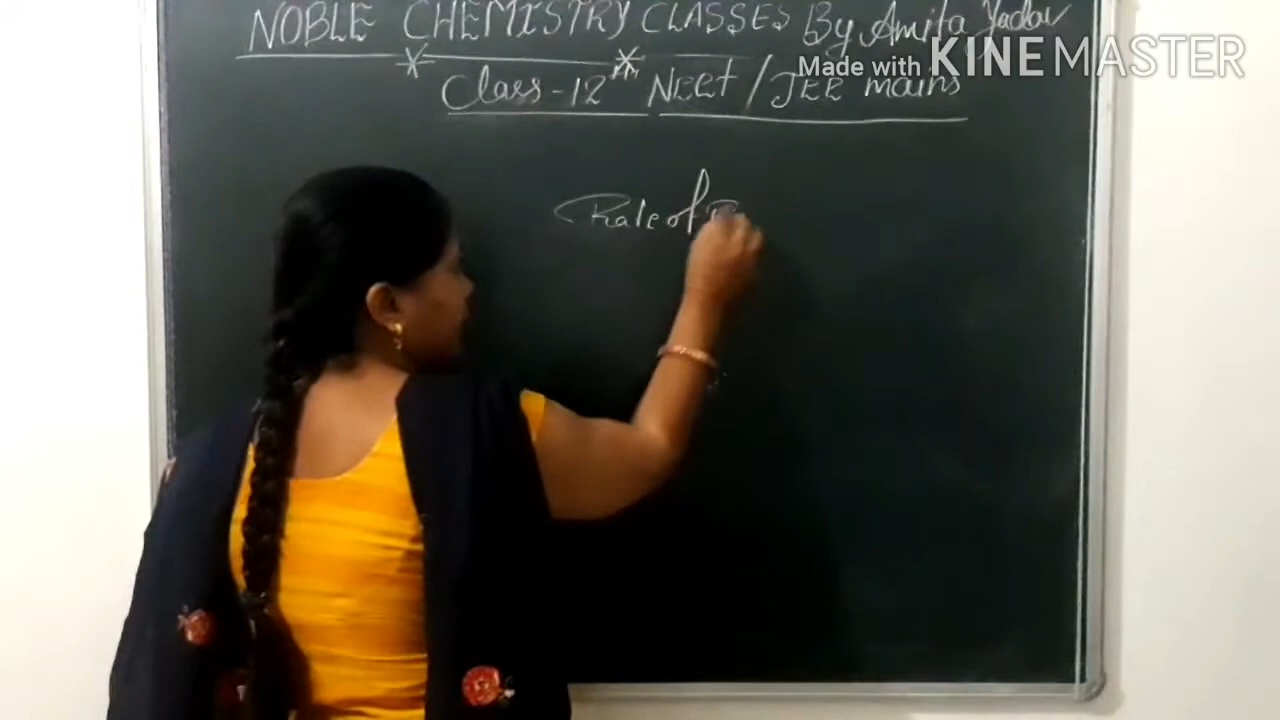 NOBLE CHEMISTRY CLASSES By Amita Yadav
Made with KINEMASTER
Class-12th NEET/JEE mains
Rate of R